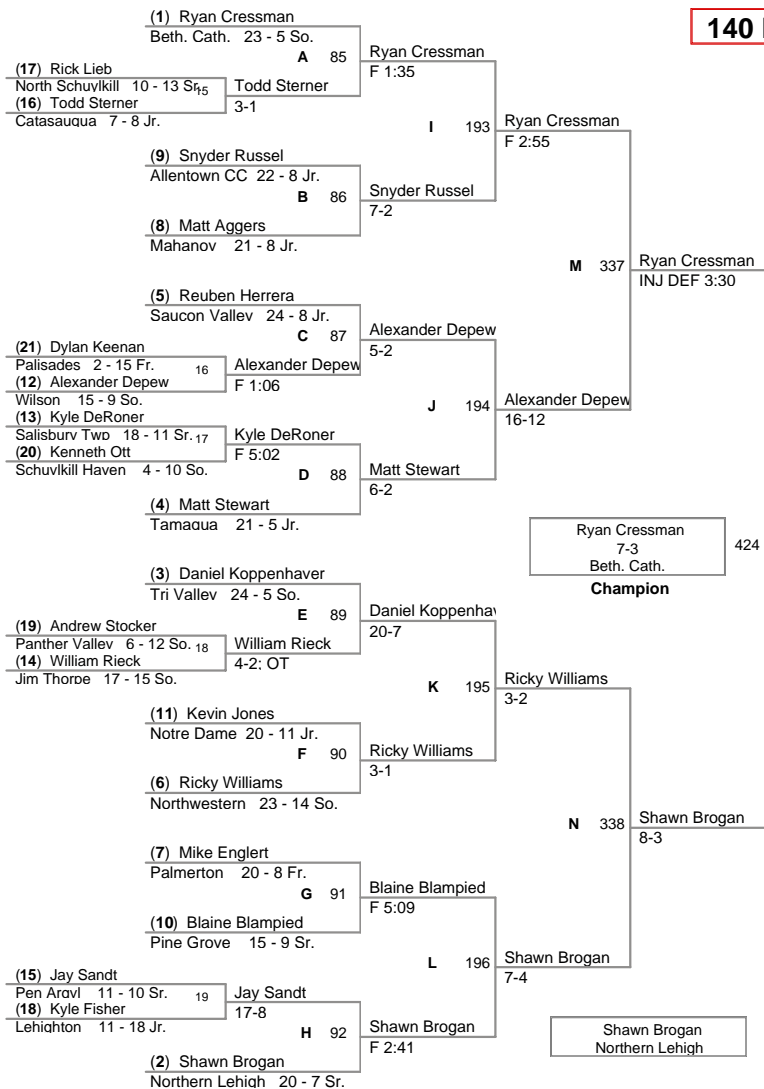 140
(1) Ryan Cressman
Beth. Cath. 23 - 5 So.
A 85
Ryan Cressman
F 1:35
(17) Rick Lieb
North Schuylkill 10 - 13 Sr.
15
(16) Todd Sterner
Catasauqua 7 - 8 Jr.
Todd Sterner
3-1
I 193
Ryan Cressman
F 2:55
(9) Snyder Russel
Allentown CC 22 - 8 Jr.
B 86
Snyder Russel
7-2
(8) Matt Aggers
Mahanoy 21 - 8 Jr.
M 337
Ryan Cressman
INJ DEF 3:30
(5) Reuben Herrera
Saucon Valley 24 - 8 Jr.
C 87
Alexander Depew
5-2
(21) Dylan Keenan
Palisades 2 - 15 Fr.
16
(12) Alexander Depew
Wilson 15 - 9 So.
Alexander Depew
F 1:06
J 194
Alexander Depew
16-12
(13) Kyle DeRoner
Salisbury Twp 18 - 11 Sr.
17
(20) Kenneth Ott
Schuylkill Haven 4 - 10 So.
Kyle DeRoner
F 5:02
D 88
Matt Stewart
6-2
(4) Matt Stewart
Tamaqua 21 - 5 Jr.
Ryan Cressman
7-3
Beth. Cath.
424
Champion
(3) Daniel Koppenhaver
Tri Valley 24 - 5 So.
E 89
Daniel Koppenhav
20-7
(19) Andrew Stocker
Panther Valley 6 - 12 So.
18
(14) William Rieck
Jim Thorpe 17 - 15 So.
William Rieck
4-2; OT
K 195
Ricky Williams
3-2
(11) Kevin Jones
Notre Dame 20 - 11 Jr.
F 90
Ricky Williams
3-1
(6) Ricky Williams
Northwestern 23 - 14 So.
N 338
Shawn Brogan
8-3
(7) Mike Englert
Palmerton 20 - 8 Fr.
G 91
Blaine Blampied
F 5:09
(10) Blaine Blampied
Pine Grove 15 - 9 Sr.
L 196
Shawn Brogan
7-4
(15) Jay Sandt
Pen Argyl 11 - 10 Sr.
19
(18) Kyle Fisher
Lehighton 11 - 18 Jr.
Jay Sandt
17-8
H 92
Shawn Brogan
F 2:41
(2) Shawn Brogan
Northern Lehigh 20 - 7 Sr.
Shawn Brogan
Northern Lehigh